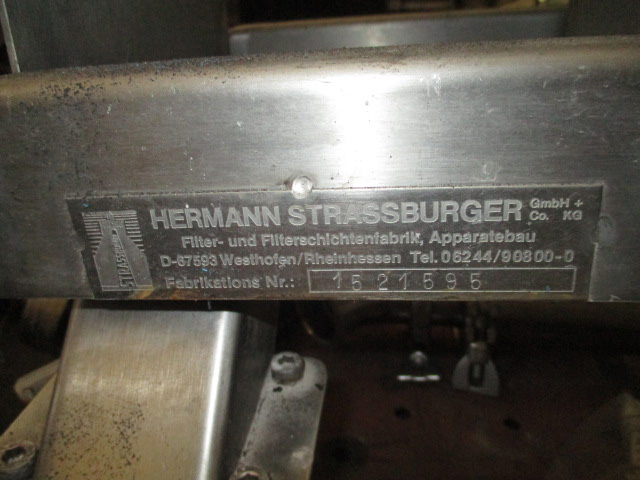 HERMANN STRASSBURGER GmbH + Co. KG
Filter- und Filterschichtenfabrik, Apparatebau
D-67593 Westhofen/Rheinhessen Tel. 06244/90800-0
Fabrikations Nr.: 1521595
STRASSBURGER